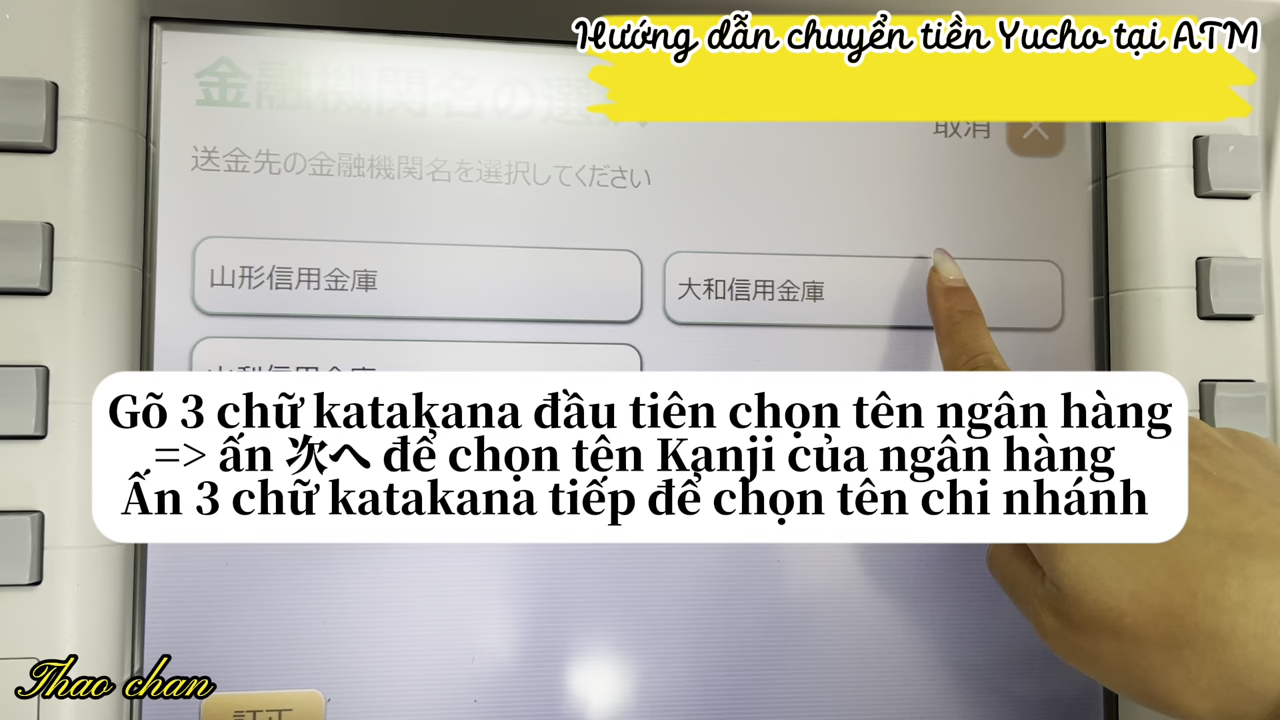 Hướng dẫn chuyển tiền Yucho tại ATM
金融機関名の選択
取消
送金先の金融機関名を選択してください
山形信用金庫
大和信用金庫
Gõ 3 chữ katakana đầu tiên chọn tên ngân hàng
=> ấn 次へ để chọn tên Kanji của ngân hàng
Ấn 3 chữ katakana tiếp để chọn tên chi nhánh
Thao chan
訂正